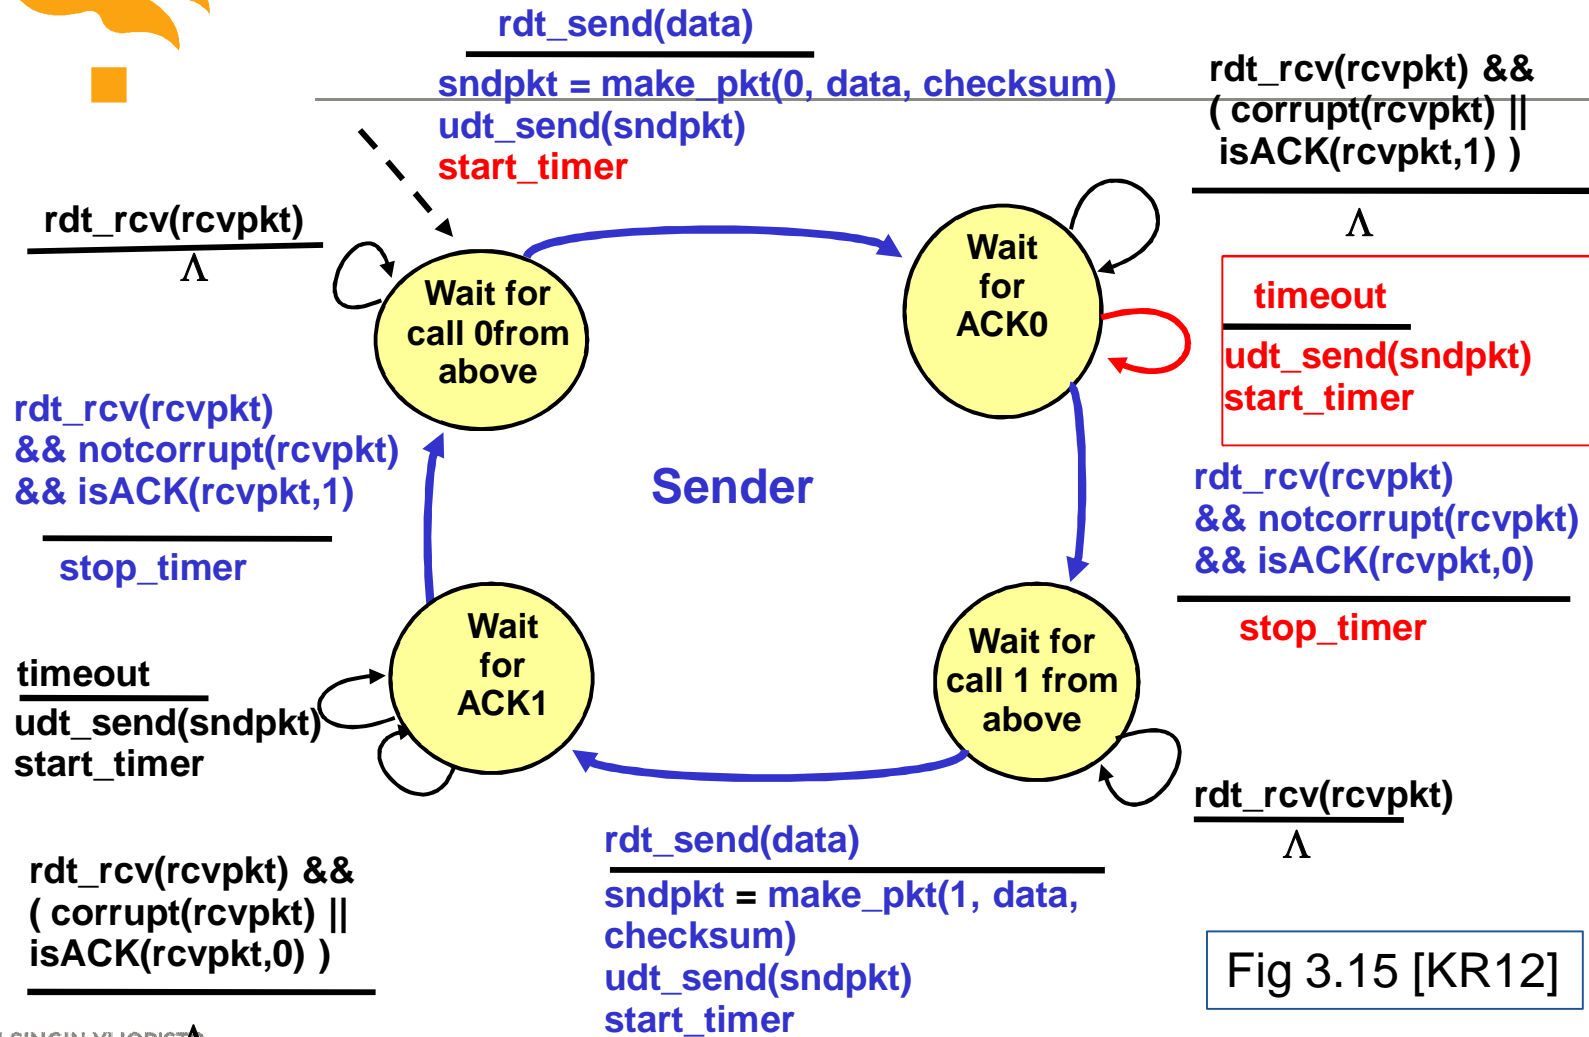 rdt_send(data)
sndpkt = make_pkt(0, data, checksum)
udt_send(sndpkt)
start_timer
rdt_rcv(rcvpkt) &&
( corrupt(rcvpkt) ||
isACK(rcvpkt,1) )
Λ
rdt_rcv(rcvpkt)
Λ
Wait for
call 0from
above
Wait
for
ACK0
timeout
udt_send(sndpkt)
start_timer
rdt_rcv(rcvpkt)
&& notcorrupt(rcvpkt)
&& isACK(rcvpkt,1)
stop_timer
Sender
rdt_rcv(rcvpkt)
&& notcorrupt(rcvpkt)
&& isACK(rcvpkt,0)
stop_timer
Wait
for
ACK1
Wait for
call 1 from
above
timeout
udt_send(sndpkt)
start_timer
rdt_rcv(rcvpkt)
Λ
rdt_rcv(rcvpkt) &&
( corrupt(rcvpkt) ||
isACK(rcvpkt,0) )
Λ
rdt_send(data)
sndpkt = make_pkt(1, data,
checksum)
udt_send(sndpkt)
start_timer
Fig 3.15 [KR12]